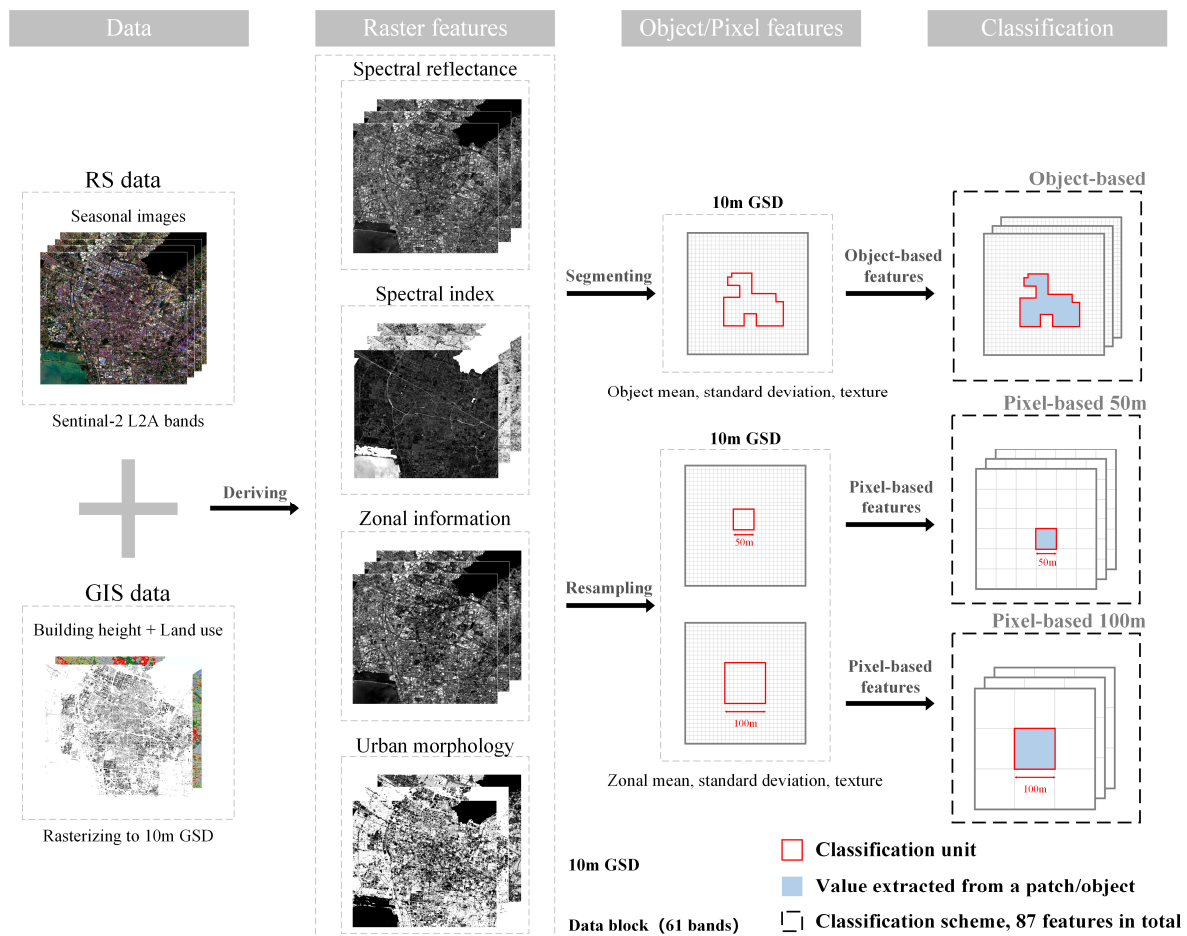 Data
Raster features
Object/Pixel features
Classification
RS data
Seasonal images
Sentinal-2 L2A bands
GIS data
Building height + Land use
Rasterizing to 10m GSD
Deriving
Spectral reflectance
Spectral index
Zonal information
Urban morphology
Segmenting
10m GSD
Object mean, standard deviation, texture
Resampling
10m GSD
50m
100m
Zonal mean, standard deviation, texture
Object-based
features
Pixel-based
features
Pixel-based
features
Object-based
Pixel-based 50m
50m
Pixel-based 100m
100m
10m GSD
Data block (61 bands)
Classification unit
Value extracted from a patch/object
Classification scheme, 87 features in total